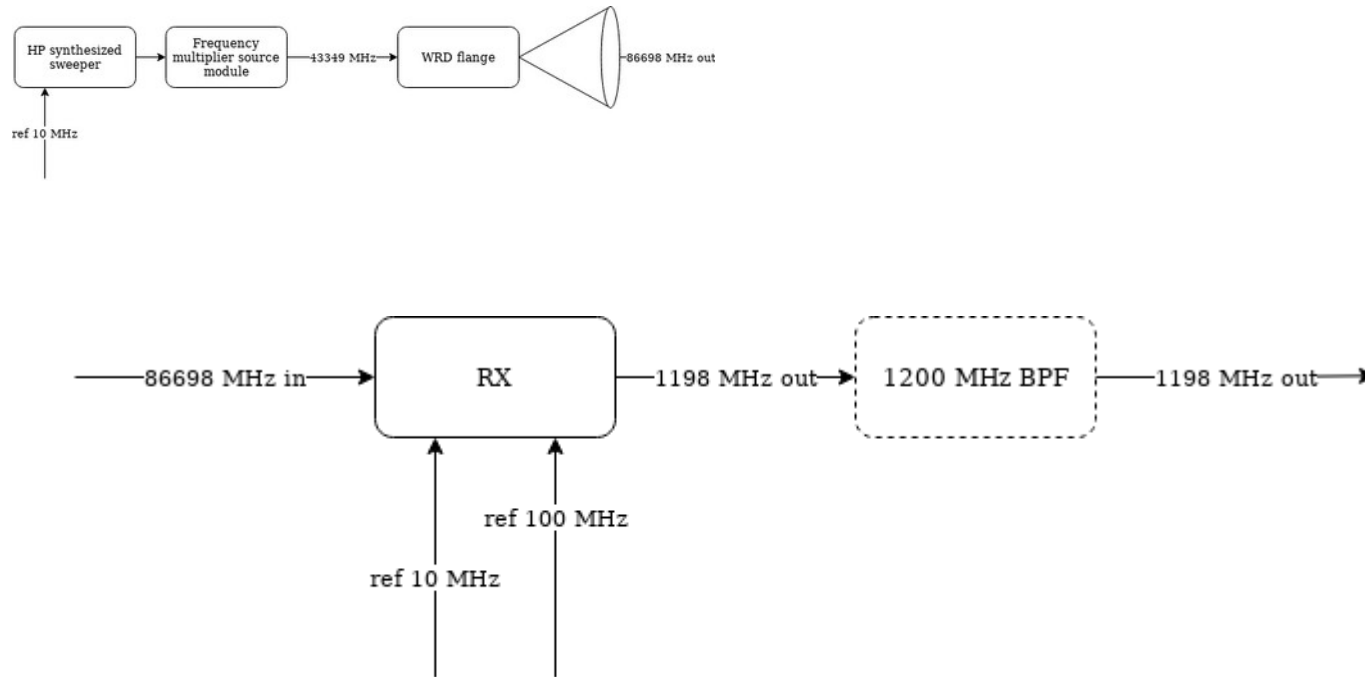 HP synthesized
sweeper
Frequency
multiplier source
module
43349 MHz
WRD flange
86698 MHz out
ref 10 MHz
86698 MHz in
RX
1198 MHz out
1200 MHz BPF
1198 MHz out
ref 100 MHz
ref 10 MHz